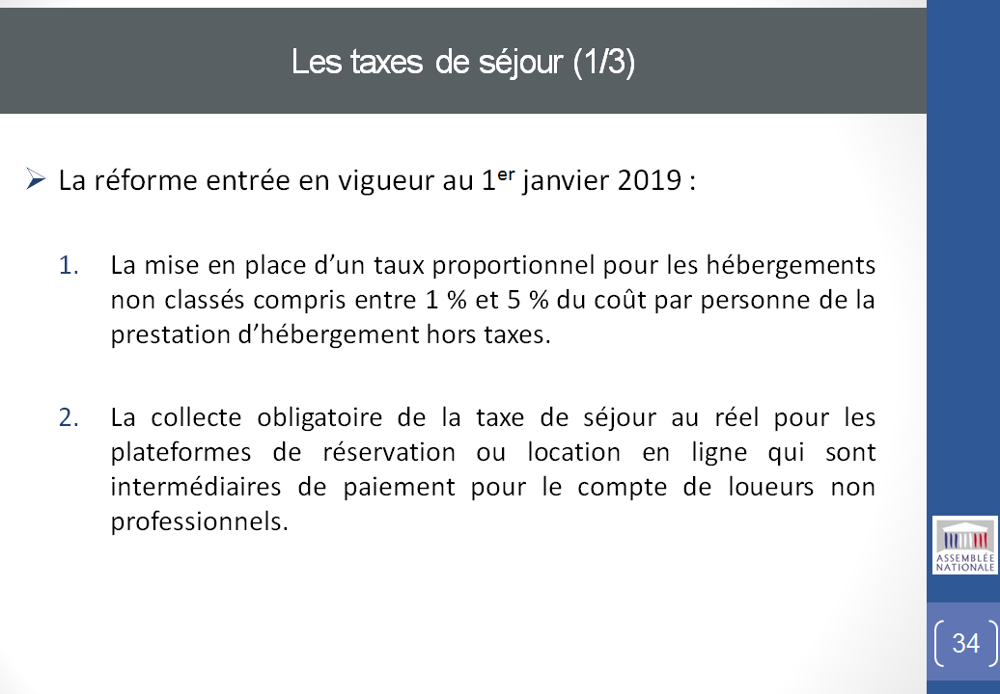 Les taxes de séjour (1/3)
La réforme entrée en vigueur au 1er janvier 2019 :
1. La mise en place d’un taux proportionnel pour les hébergements
non classés compris entre 1 % et 5 % du coût par personne de la
prestation d’hébergement hors taxes.
2. La collecte obligatoire de la taxe de séjour au réel pour les
plateformes de réservation ou location en ligne qui sont
intermédiaires de paiement pour le compte de loueurs non
professionnels.
ASSEMBLÉE
NATIONALE
34